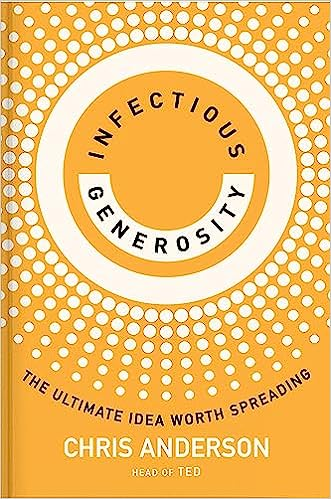 INFECTIOUS
GENEROSITY
THE ULTIMATE IDEA WORTH SPREADING
CHRIS ANDERSON
HEAD OF TED